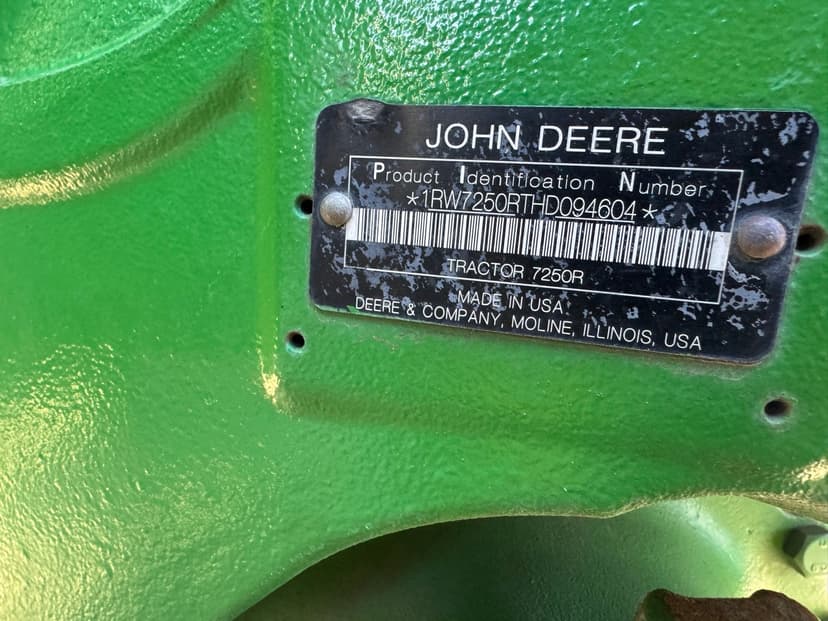 JOHN DEERE
Product Identification Number
*1RW7250RTHD094604*
TRACTOR 7250R
MADE IN USA
DEERE & COMPANY, MOLINE, ILLINOIS, USA